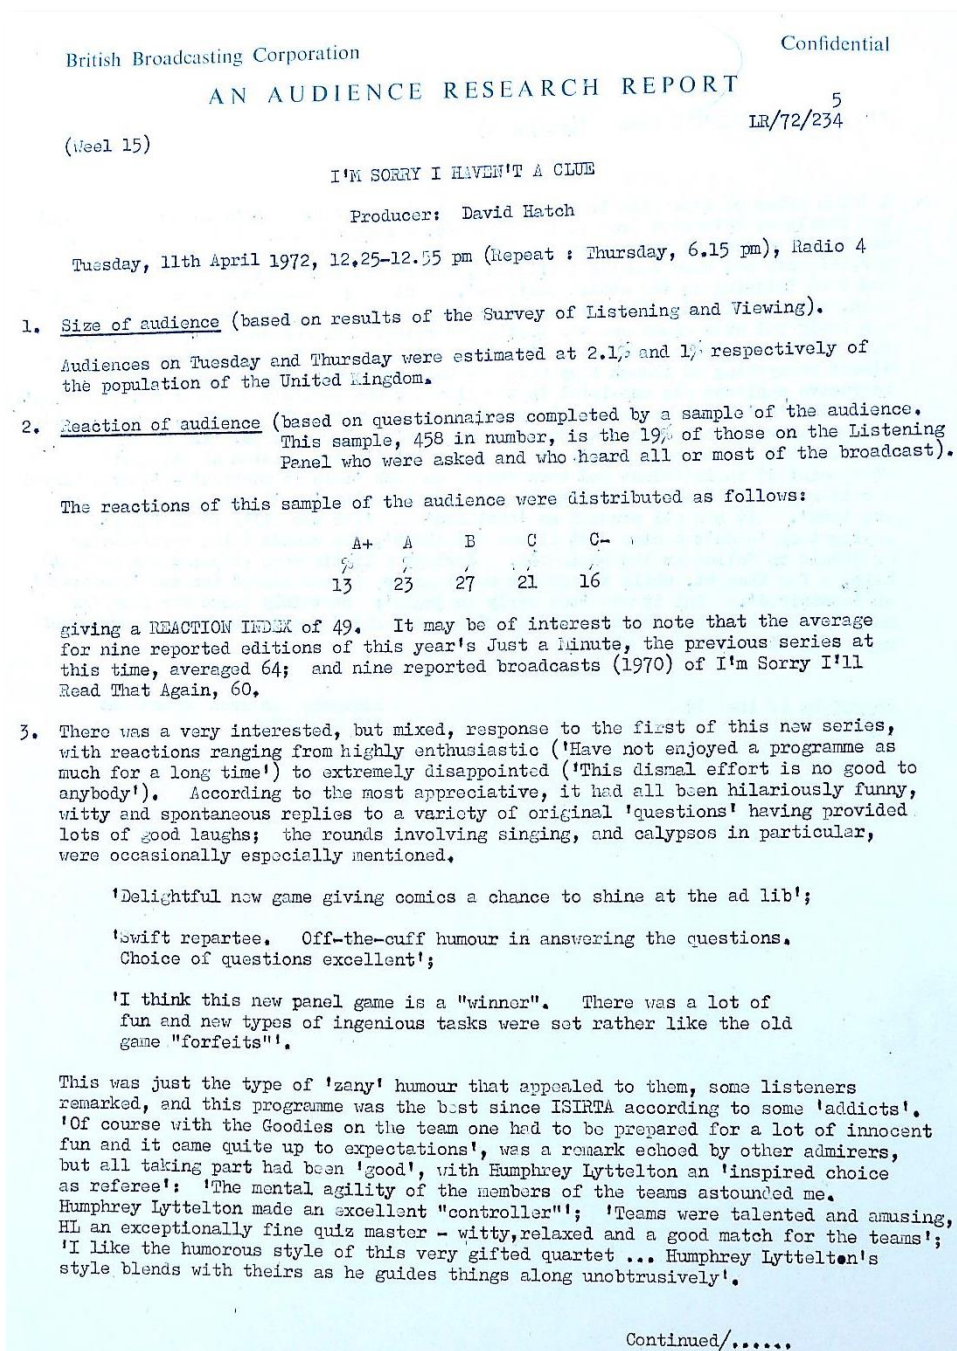 British Broadcasting Corporation
Confidential
AN AUDIENCE RESEARCH REPORT
5
LR/72/234
(Weel 15)
I'M SORRY I HAVEN'T A CLUE
Producer: David Hatch
Tuesday, 11th April 1972, 12.25-12.55 pm (Repeat : Thursday, 6.15 pm), Radio 4
1. Size of audience (based on results of the Survey of Listening and Viewing).
Audiences on Tuesday and Thursday were estimated at 2.1% and 1% respectively of
the population of the United Kingdom.
2. Reaction of audience (based on questionnaires completed by a sample of the audience.
This sample, 458 in number, is the 19% of those on the Listening
Panel who were asked and who heard all or most of the broadcast).
The reactions of this sample of the audience were distributed as follows:
A+ A B C C-
% % % % %
13 23 27 21 16
giving a REACTION INDEX of 49. It may be of interest to note that the average
for nine reported editions of this year's Just a Minute, the previous series at
this time, averaged 64; and nine reported broadcasts (1970) of I'm Sorry I'll
Read That Again, 60.
3. There was a very interested, but mixed, response to the first of this new series,
with reactions ranging from highly enthusiastic ('Have not enjoyed a programme as
much for a long time') to extremely disappointed ('This dismal effort is no good to
anybody'). According to the most appreciative, it had all been hilariously funny,
witty and spontaneous replies to a variety of original 'questions' having provided
lots of good laughs; the rounds involving singing, and calypsos in particular,
were occasionally especially mentioned.
'Delightful new game giving comics a chance to shine at the ad lib';
'Swift repartee. Off-the-cuff humour in answering the questions.
Choice of questions excellent';
'I think this new panel game is a "winner". There was a lot of
fun and new types of ingenious tasks were set rather like the old
game "forfeits"'.
This was just the type of 'zany' humour that appealed to them, some listeners
remarked, and this programme was the best since ISIRTA according to some 'addicts'.
'Of course with the Goodies on the team one had to be prepared for a lot of innocent
fun and it came quite up to expectations', was a remark echoed by other admirers,
but all taking part had been 'good', with Humphrey Lyttelton an 'inspired choice
as referee': 'The mental agility of the members of the teams astounded me.
Humphrey Lyttelton made an excellent "controller"'; 'Teams were talented and amusing,
HL an exceptionally fine quiz master - witty, relaxed and a good match for the teams';
'I like the humorous style of this very gifted quartet ... Humphrey Lyttelton's
style blends with theirs as he guides things along unobtrusively'.
Continued/......